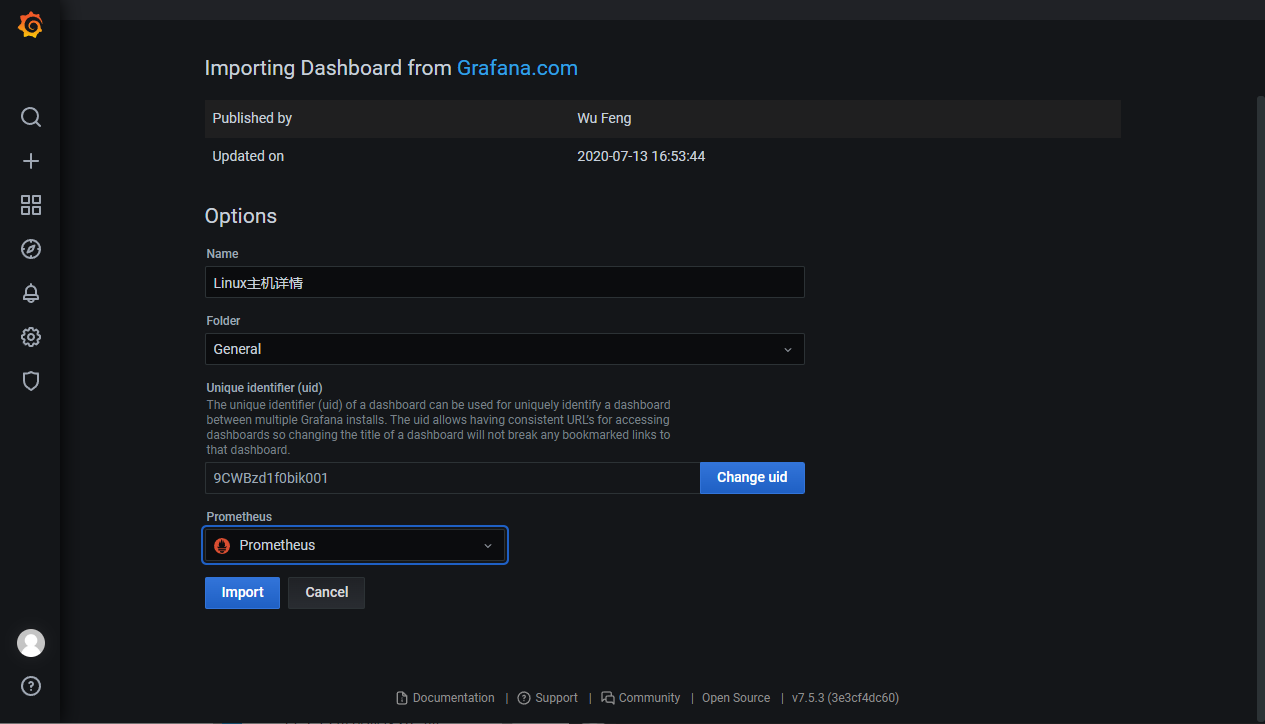 Importing Dashboard from Grafana.com
Published by Wu Feng
Updated on 2020-07-13 16:53:44
Options
Name
Linux主机详情
Folder
General
Unique identifier (uid)
The unique identifier (uid) of a dashboard can be used for uniquely identify a dashboard
between multiple Grafana installs. The uid allows having consistent URL's for accessing
dashboards so changing the title of a dashboard will not break any bookmarked links to
that dashboard.
9CWBzd1f0bik001 Change uid
Prometheus
Prometheus
Import Cancel
Documentation | Support | Community | Open Source | v7.5.3 (3e3cf4dc60)